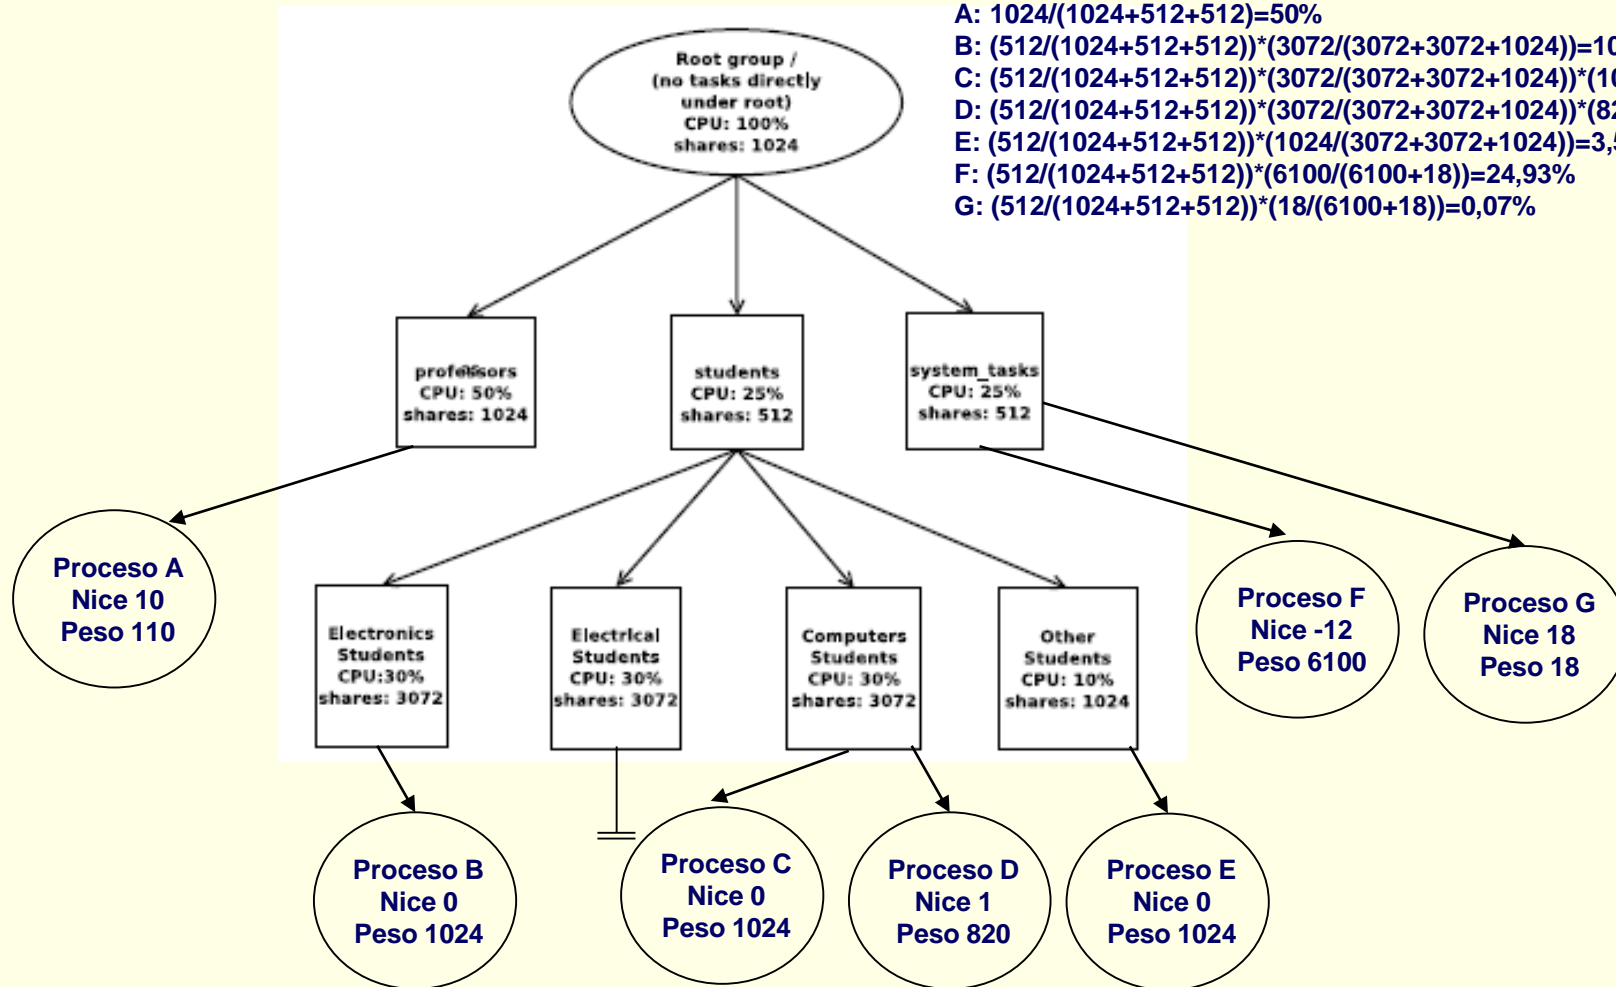 A: 1024/(1024+512+512)=50%
B: (512/(1024+512+512))*(3072/(3072+3072+1024))=10
C: (512/(1024+512+512))*(3072/(3072+3072+1024))*(10
D: (512/(1024+512+512))*(3072/(3072+3072+1024))*(82
E: (512/(1024+512+512))*(1024/(3072+3072+1024))=3,5
F: (512/(1024+512+512))*(6100/(6100+18))=24,93%
G: (512/(1024+512+512))*(18/(6100+18))=0,07%
Root group /
(no tasks directly
under root)
CPU: 100%
shares: 1024
professors
CPU: 50%
shares: 1024
students
CPU: 25%
shares: 512
system_tasks
CPU: 25%
shares: 512
Proceso A
Nice 10
Peso 110
Electronics
Students
CPU:30%
shares: 3072
Electrical
Students
CPU: 30%
shares: 3072
Computers
Students
CPU: 30%
shares: 3072
Other
Students
CPU: 10%
shares: 1024
Proceso F
Nice -12
Peso 6100
Proceso G
Nice 18
Peso 18
Proceso B
Nice 0
Peso 1024
Proceso C
Nice 0
Peso 1024
Proceso D
Nice 1
Peso 820
Proceso E
Nice 0
Peso 1024